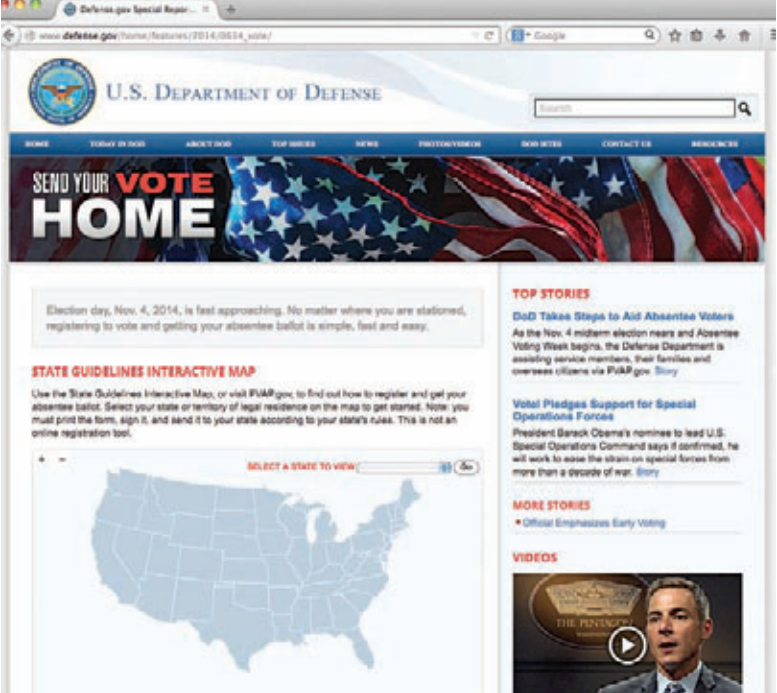 Defense.gov Special Repor...
www.defense.gov/home/features/2014/0614_vote/
Google
U.S. DEPARTMENT OF DEFENSE
Search
HOME
TODAY IN DOD
ABOUT DOD
TOP ISSUES
NEWS
PHOTOS/VIDEOS
DOD SITES
CONTACT US
RESOURCES
SEND YOUR VOTE
HOME
Election day, Nov. 4, 2014, is fast approaching. No matter where you are stationed,
registering to vote and getting your absentee ballot is simple, fast and easy.
STATE GUIDELINES INTERACTIVE MAP
Use the State Guidelines Interactive Map, or visit FVAP.gov, to find out how to register and get your
absentee ballot. Select your state or territory of legal residence on the map to get started. Note: you
must print the form, sign it, and send it to your state according to your state's rules. This is not an
online registration tool.
+ -
SELECT A STATE TO VIEW
Go
TOP STORIES
DoD Takes Steps to Aid Absentee Voters
As the Nov. 4 midterm election nears and Absentee
Voting Week begins, the Defense Department is
assisting service members, their families and
overseas citizens via FVAP.gov. Story
Votel Pledges Support for Special
Operations Forces
President Barack Obama's nominee to lead U.S.
Special Operations Command says if confirmed, he
will work to ease the strain on special forces from
more than a decade of war. Story
MORE STORIES
Official Emphasizes Early Voting
VIDEOS
THE PENTAGON
WASHINGTON